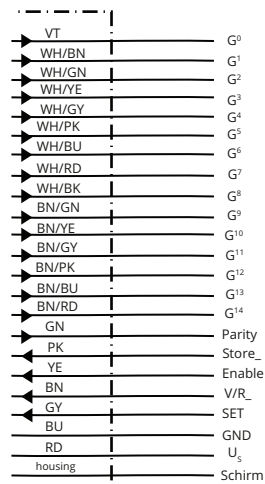 VT G⁰
WH/BN G¹
WH/GN G²
WH/YE G³
WH/GY G⁴
WH/PK G⁵
WH/BU G⁶
WH/RD G⁷
WH/BK G⁸
BN/GN G⁹
BN/YE G¹⁰
BN/GY G¹¹
BN/PK G¹²
BN/BU G¹³
BN/RD G¹⁴
GN Parity
PK Store_
YE Enable
BN V/R_
GY SET
BU GND
RD Uₛ
housing Schirm